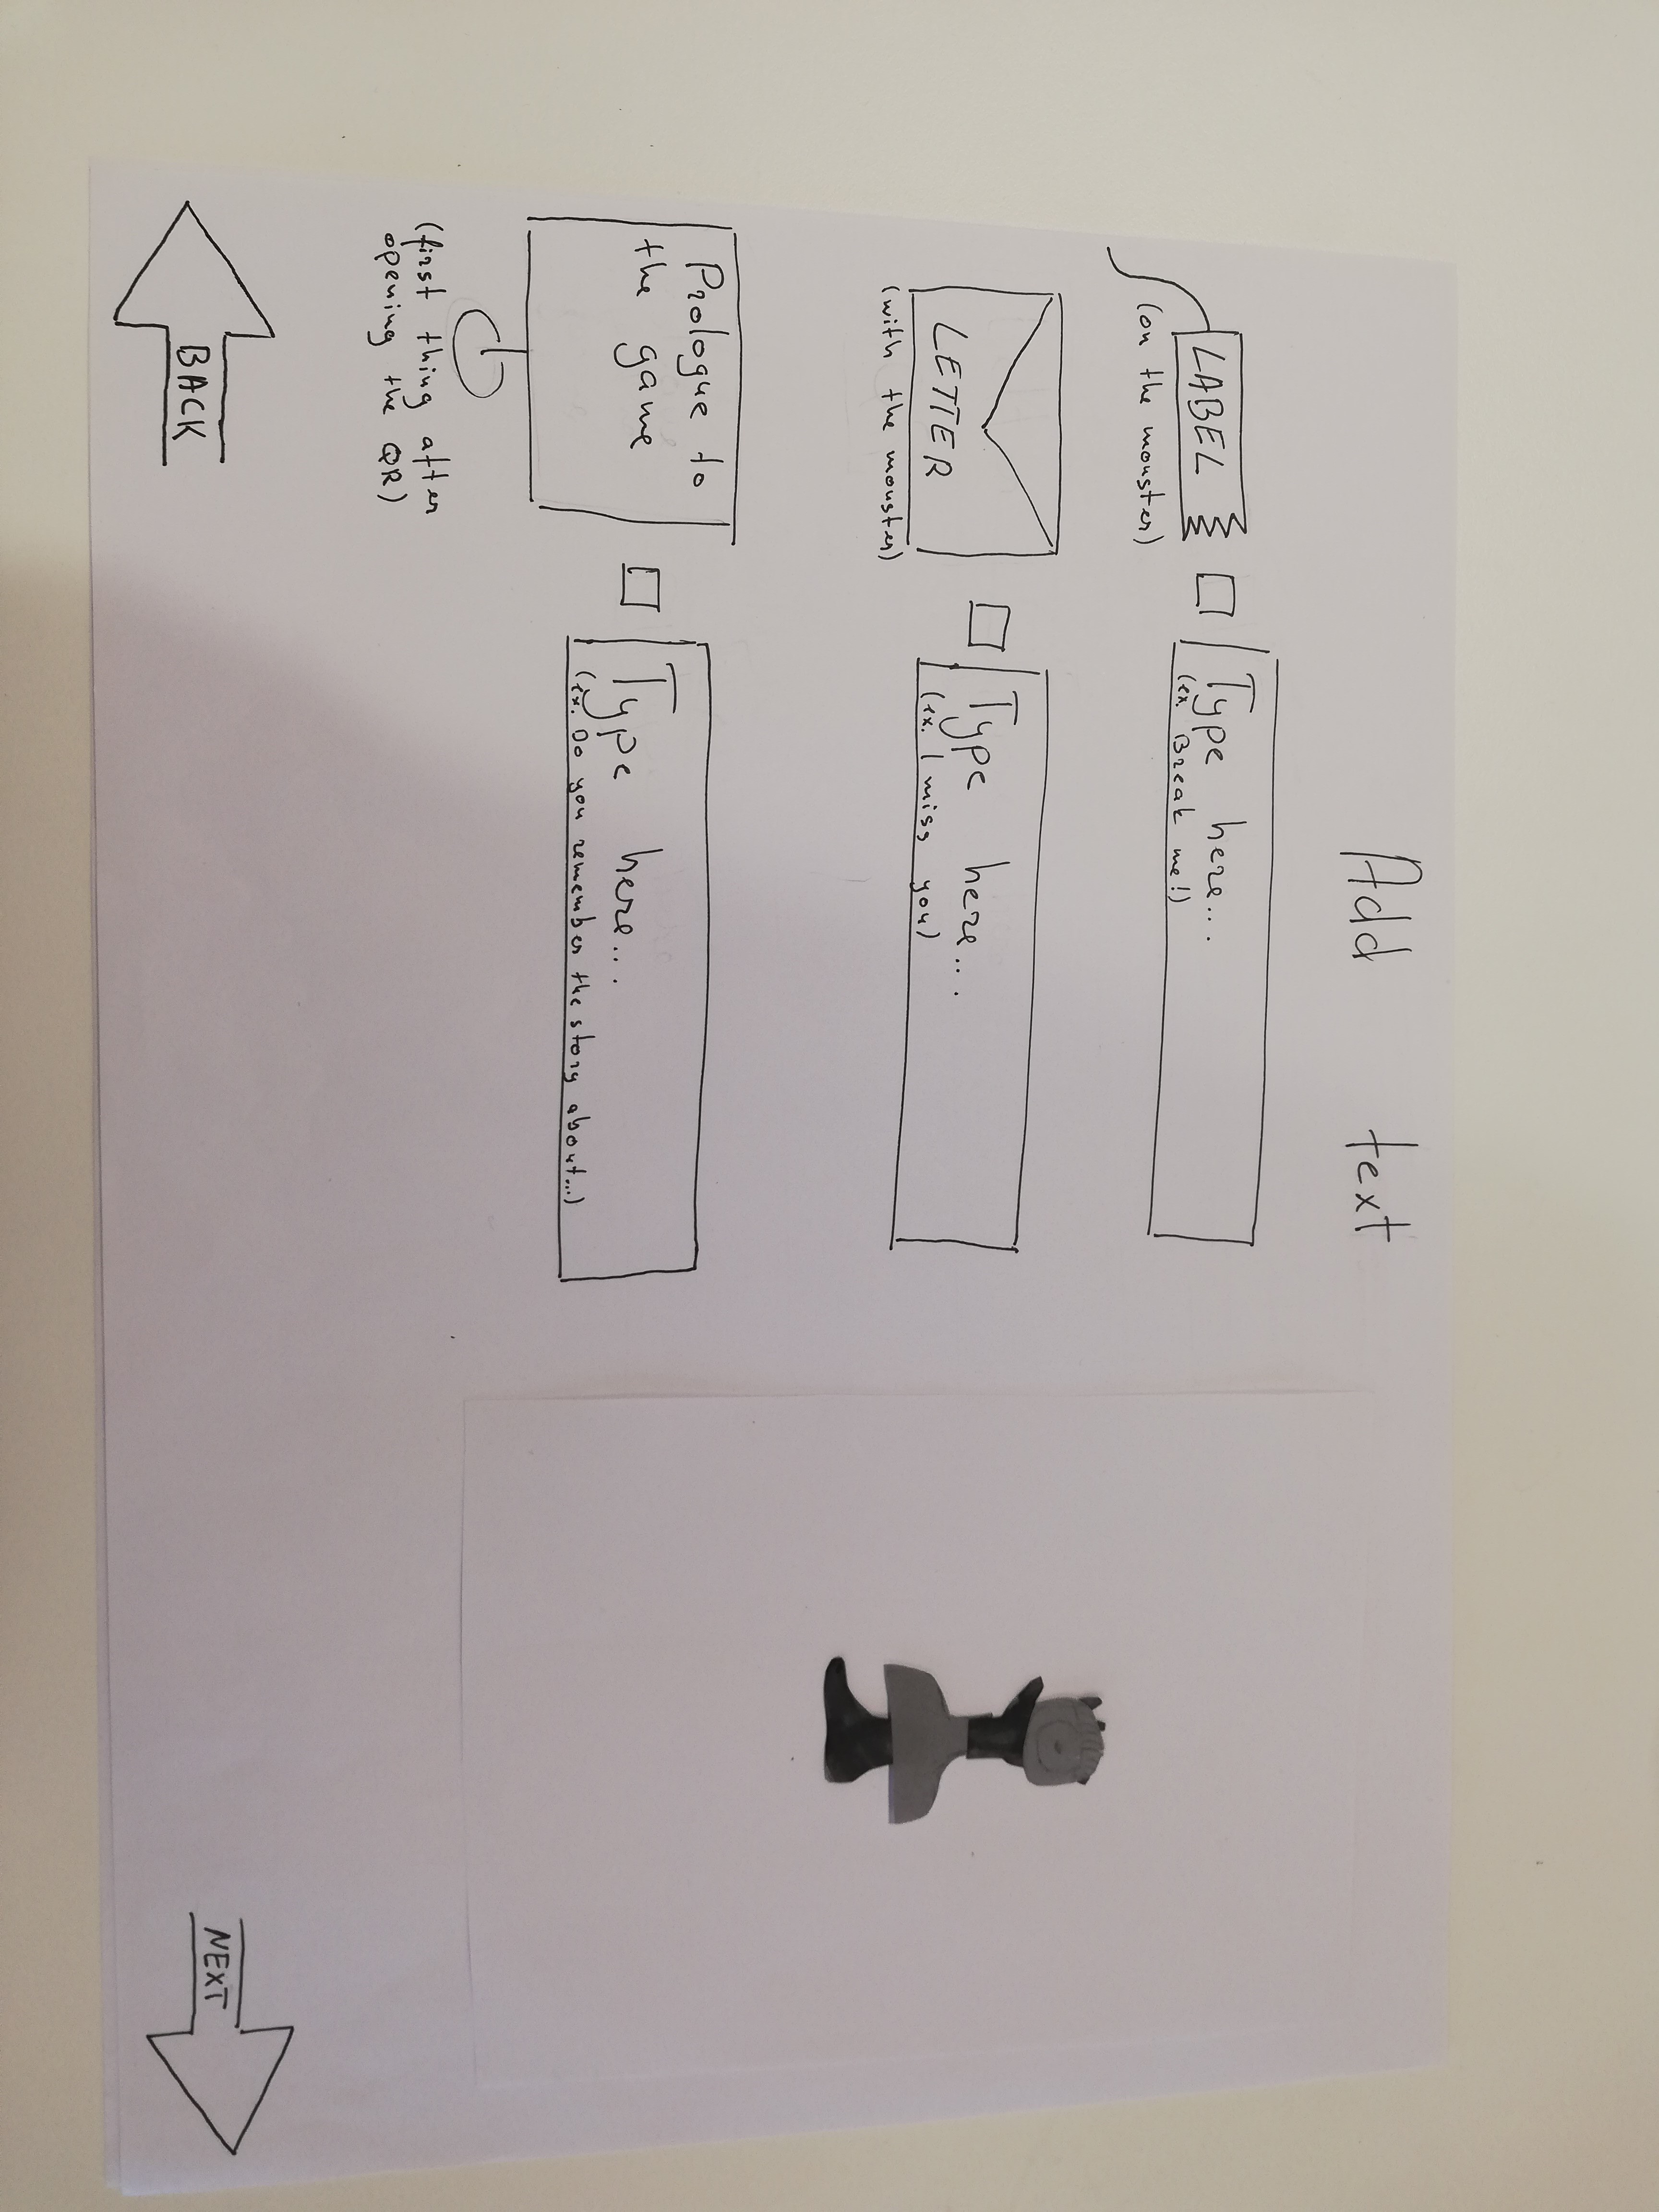 Add text
LABEL
(on the monster)
Type here...
(ex. Break me!)
LETTER
(with the monster)
Type here...
(ex. I miss you)
Prologue to
the game
(first thing after
opening the QR)
Type here...
(ex. Do you remember the story about...)
BACK
NEXT